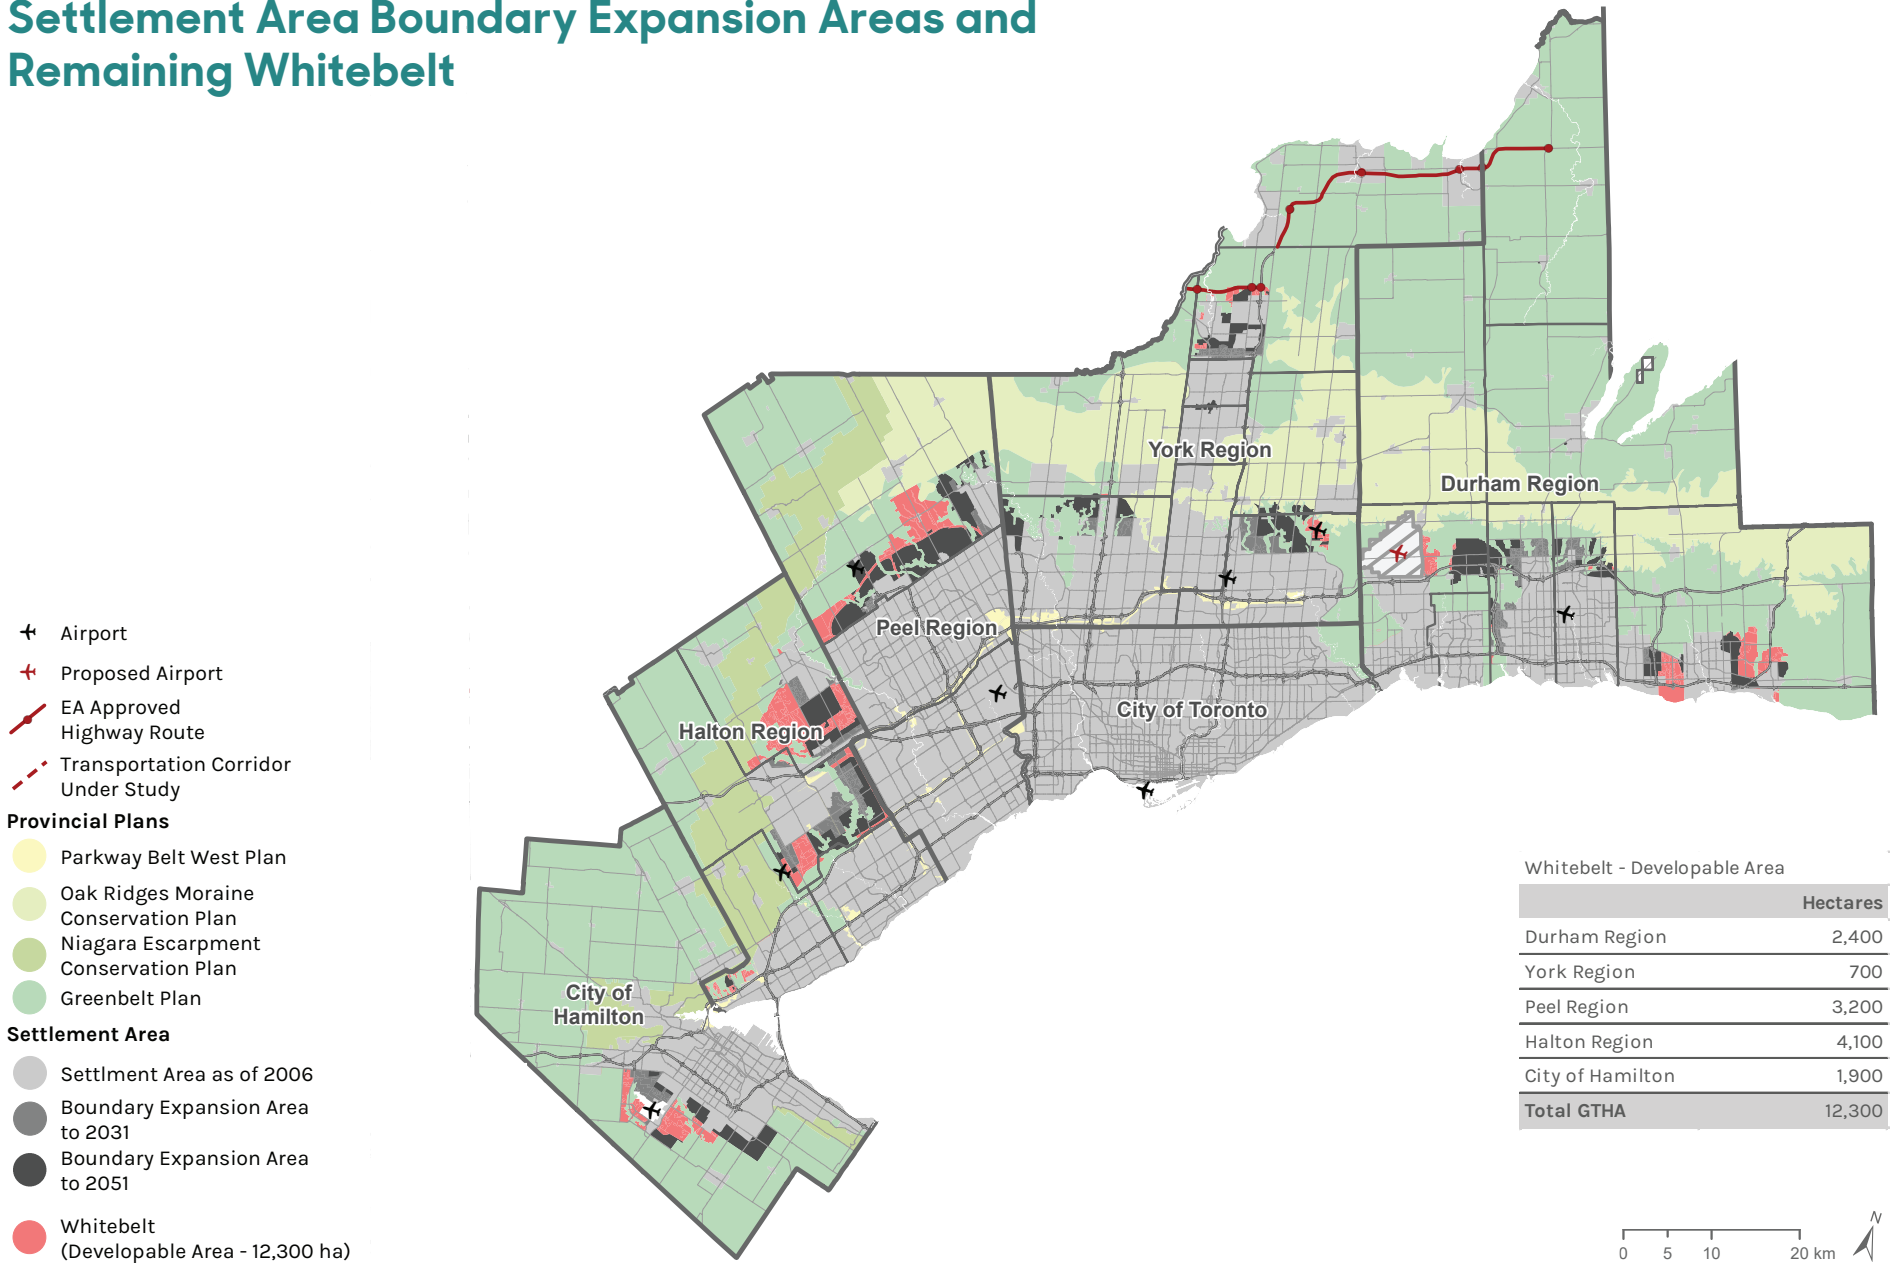 Settlement Area Boundary Expansion Areas and
Remaining Whitebelt
York Region
Durham Region
Peel Region
City of Toronto
Halton Region
City of
Hamilton
Airport
Proposed Airport
EA Approved
Highway Route
Transportation Corridor
Under Study
Provincial Plans
Parkway Belt West Plan
Oak Ridges Moraine
Conservation Plan
Niagara Escarpment
Conservation Plan
Greenbelt Plan
Settlement Area
Settlment Area as of 2006
Boundary Expansion Area
to 2031
Boundary Expansion Area
to 2051
Whitebelt
(Developable Area - 12,300 ha)
Whitebelt - Developable Area
Hectares
Durham Region 2,400
York Region 700
Peel Region 3,200
Halton Region 4,100
City of Hamilton 1,900
Total GTHA 12,300
N
0 5 10 20 km